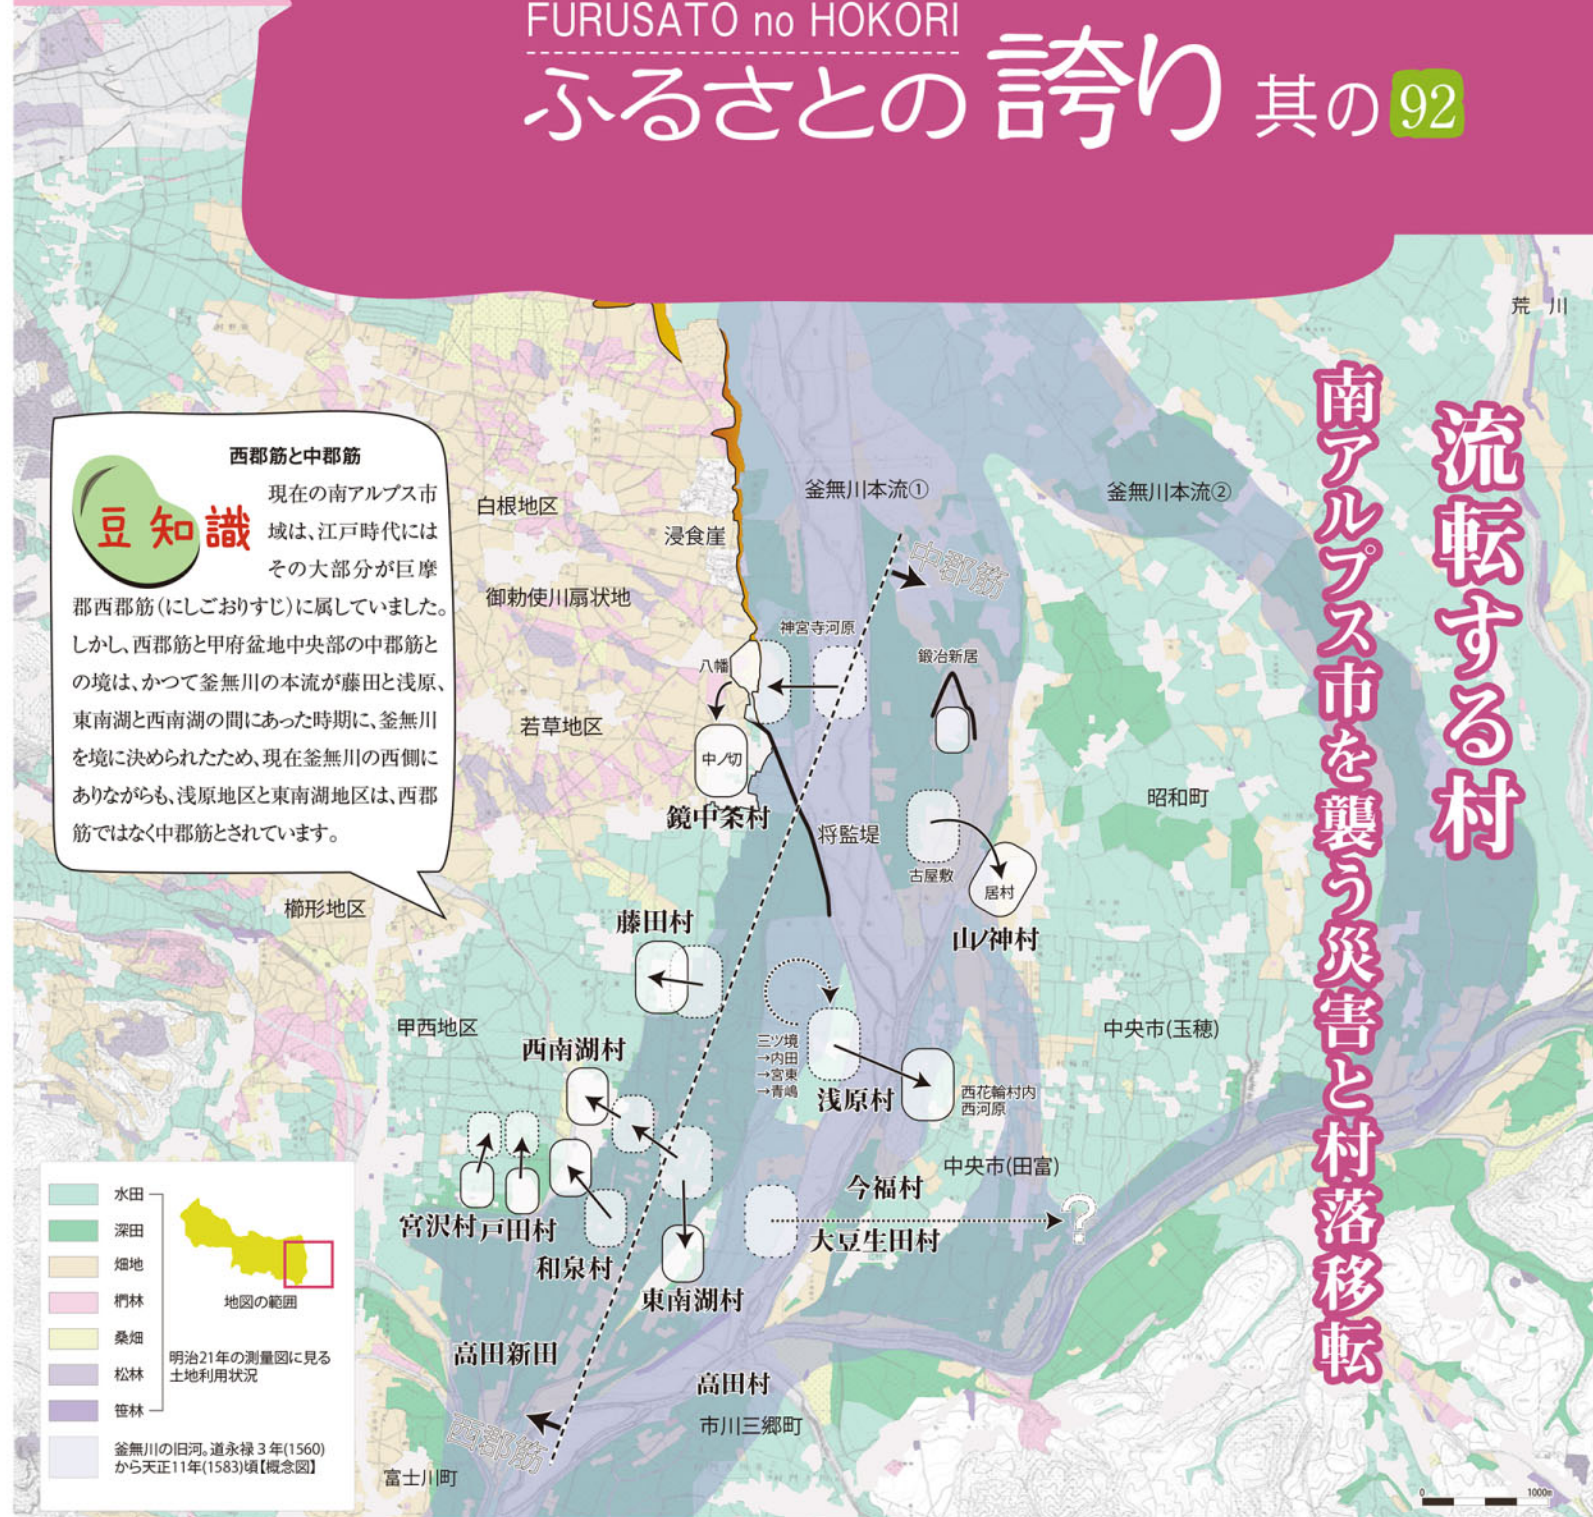 FURUSATO no HOKORI
ふるさとの誇り 其の92
流転する村
南アルプス市を襲う災害と村落移転
豆知識
西郡筋と中郡筋
現在の南アルプス市
域は、江戸時代には
その大部分が巨摩
郡西郡筋(にしごおりすじ)に属していました。
しかし、西郡筋と甲府盆地中央部の中郡筋と
の境は、かつて釜無川の本流が藤田と浅原、
東南湖と西南湖の間にあった時期に、釜無川
を境に決められたため、現在釜無川の西側に
ありながらも、浅原地区と東南湖地区は、西郡
筋ではなく中郡筋とされています。
荒川
釜無川本流①
釜無川本流②
白根地区
浸食崖
中郡筋
御勅使川扇状地
神宮寺河原
八幡
鍛冶新居
若草地区
中ノ切
鏡中条村
将監堤
昭和町
古屋敷
居村
山ノ神村
櫛形地区
藤田村
甲西地区
西南湖村
三ツ境
→内田
→宮東
→青嶋
浅原村
西花輪村内
西河原
中央市(玉穂)
中央市(田富)
今福村
大豆生田村
?
宮沢村
戸田村
和泉村
東南湖村
高田新田
高田村
市川三郷町
西郡筋
富士川町
水田
深田
畑地
椚林
桑畑
松林
笹林
地図の範囲
明治21年の測量図に見る
土地利用状況
釜無川の旧河。道永禄3年(1560)
から天正11年(1583)頃【概念図】
0 1000m